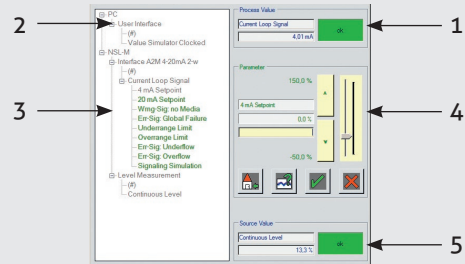 PC
User Interface
(#)
Value Simulator Clocked
NSL-M
Interface A2M 4-20mA 2-w
(#)
Current Loop Signal
4 mA Setpoint
20 mA Setpoint
Wrng-Sig: no Media
Err-Sig: Global Failure
Underrange Limit
Overrange Limit
Err-Sig: Underflow
Err-Sig: Overflow
Signaling Simulation
Level Measurement
(#)
Continuous Level
Process Value
Current Loop Signal
4,01 mA
ok
Parameter
150,0 %
4 mA Setpoint
0,0 %
-50,0 %
Source Value
Continuous Level
13,3 %
ok
1
2
3
4
5